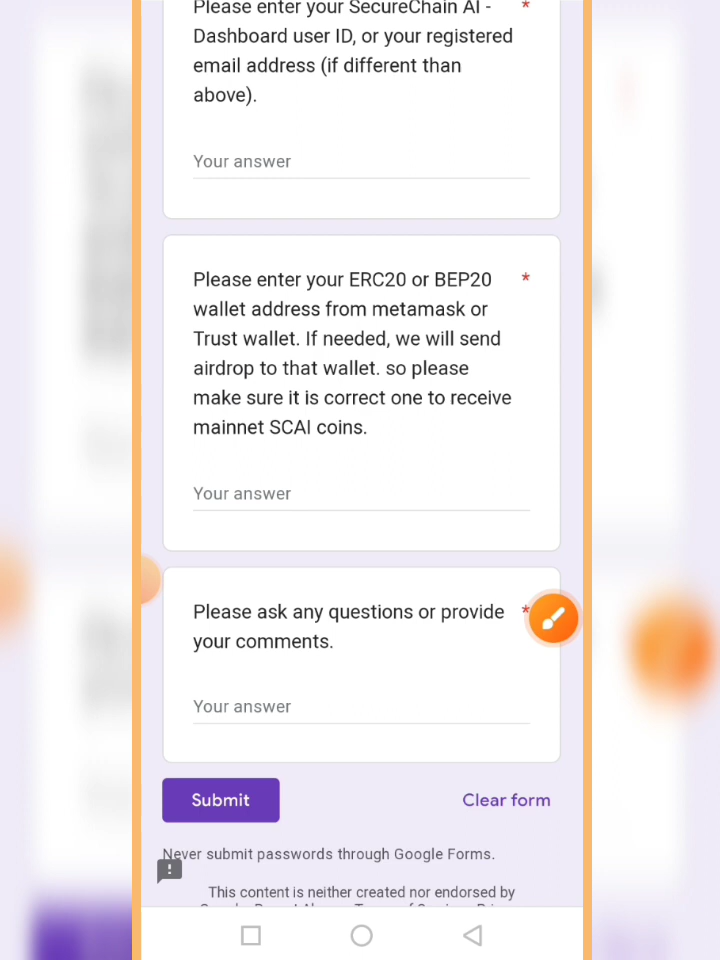 Please enter your SecureChain AI - *
Dashboard user ID, or your registered
email address (if different than
above).
Your answer
Please enter your ERC20 or BEP20 *
wallet address from metamask or
Trust wallet. If needed, we will send
airdrop to that wallet. so please
make sure it is correct one to receive
mainnet SCAI coins.
Your answer
Please ask any questions or provide *
your comments.
Your answer
Submit
Clear form
Never submit passwords through Google Forms.
This content is neither created nor endorsed by